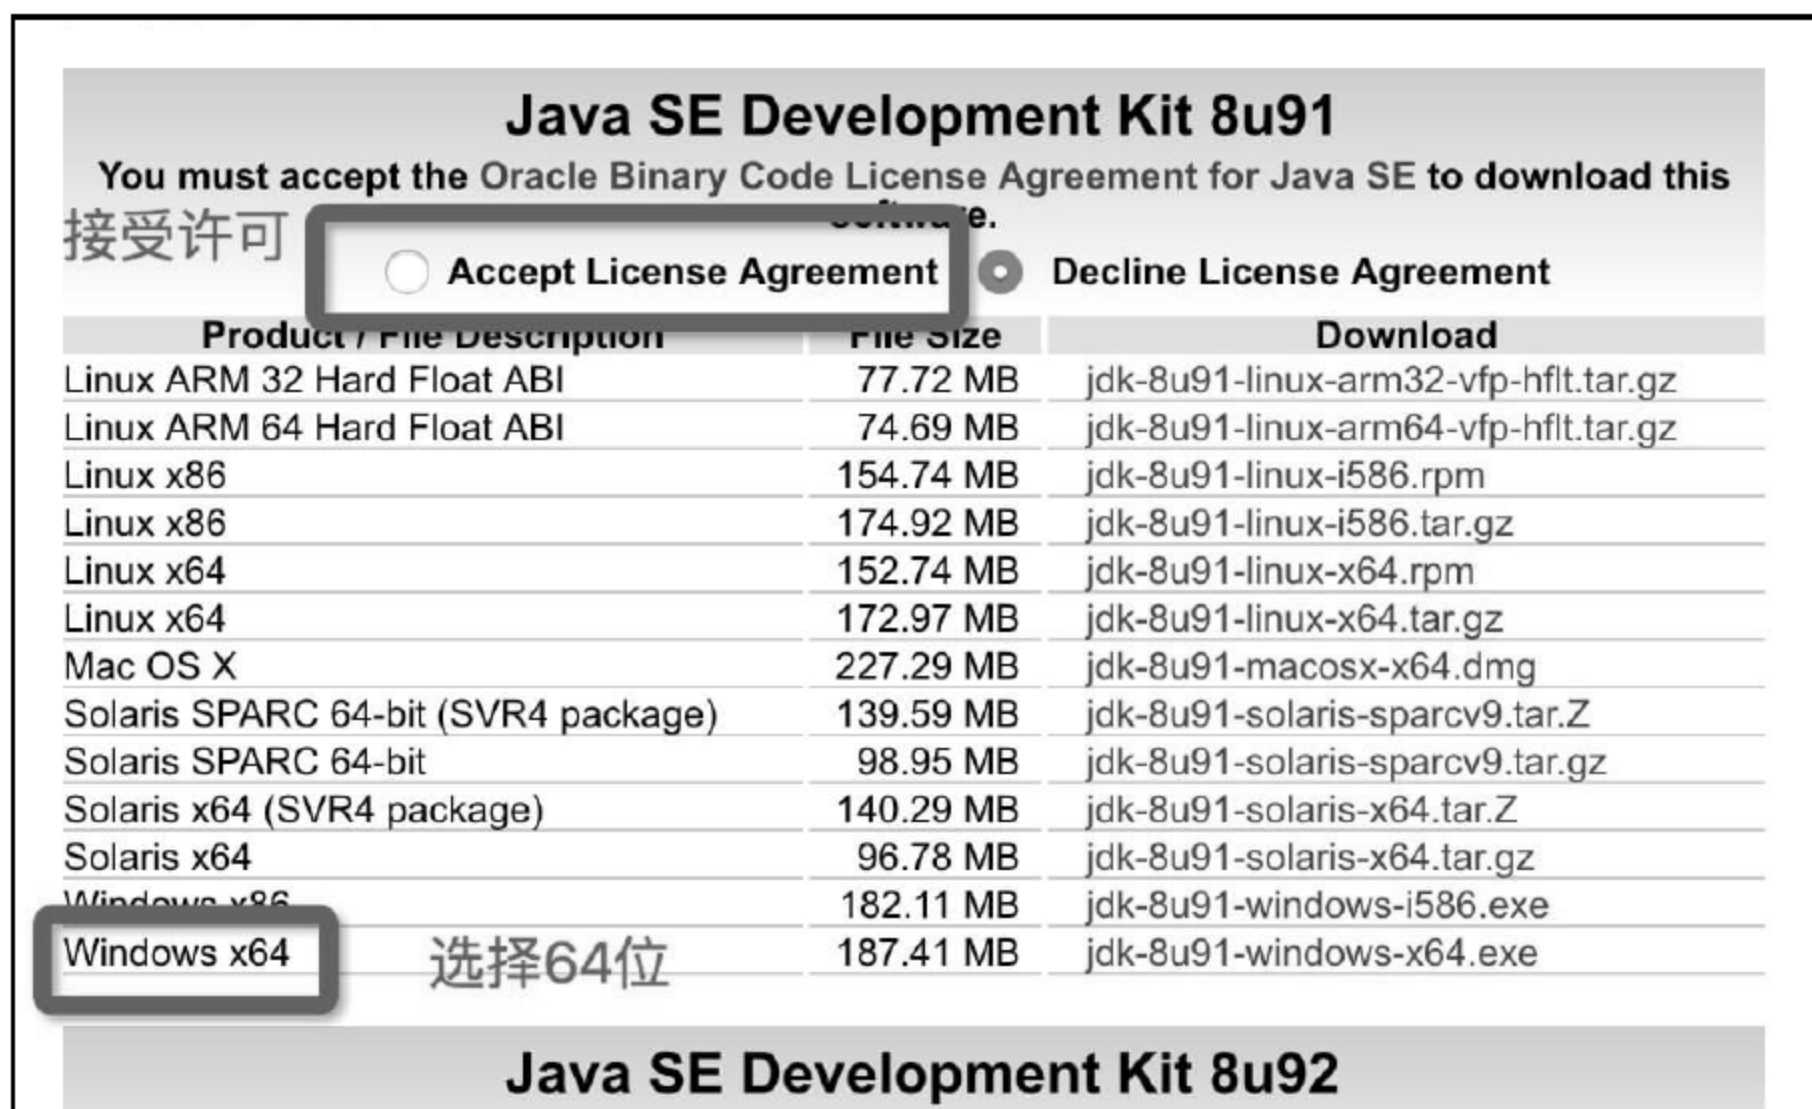 Java SE Development Kit 8u91
You must accept the Oracle Binary Code License Agreement for Java SE to download this
software.
接受许可
Accept License Agreement Decline License Agreement
Product / File Description File Size Download
Linux ARM 32 Hard Float ABI 77.72 MB jdk-8u91-linux-arm32-vfp-hflt.tar.gz
Linux ARM 64 Hard Float ABI 74.69 MB jdk-8u91-linux-arm64-vfp-hflt.tar.gz
Linux x86 154.74 MB jdk-8u91-linux-i586.rpm
Linux x86 174.92 MB jdk-8u91-linux-i586.tar.gz
Linux x64 152.74 MB jdk-8u91-linux-x64.rpm
Linux x64 172.97 MB jdk-8u91-linux-x64.tar.gz
Mac OS X 227.29 MB jdk-8u91-macosx-x64.dmg
Solaris SPARC 64-bit (SVR4 package) 139.59 MB jdk-8u91-solaris-sparcv9.tar.Z
Solaris SPARC 64-bit 98.95 MB jdk-8u91-solaris-sparcv9.tar.gz
Solaris x64 (SVR4 package) 140.29 MB jdk-8u91-solaris-x64.tar.Z
Solaris x64 96.78 MB jdk-8u91-solaris-x64.tar.gz
Windows x86 182.11 MB jdk-8u91-windows-i586.exe
Windows x64 选择64位 187.41 MB jdk-8u91-windows-x64.exe
Java SE Development Kit 8u92